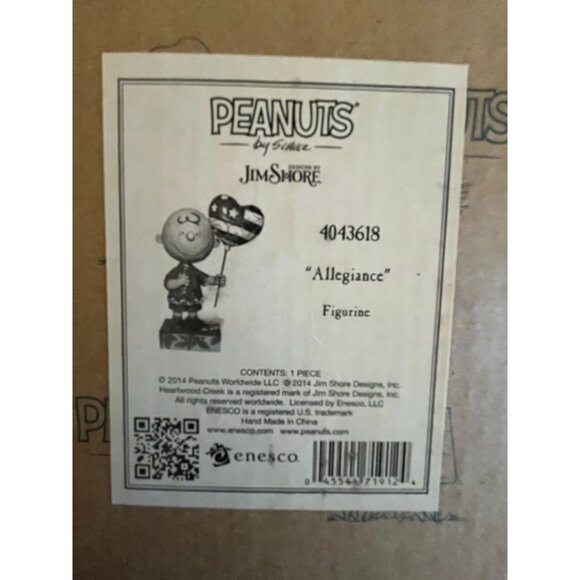 PEANUTS
by Schulz
DESIGNED BY
JIM SHORE
4043618
"Allegiance"
Figurine
CONTENTS: 1 PIECE
© 2014 Peanuts Worldwide LLC @ 2014 Jim Shore Designs, Inc.
Heartwood Creek is a registered mark of Jim Shore Designs, Inc.
All rights reserved worldwide. Licensed by Enesco, LLC
ENESCO is a registered U.S. trademark
Hand Made In China
www.enesco.com www.peanuts.com
enesco.
TS
P